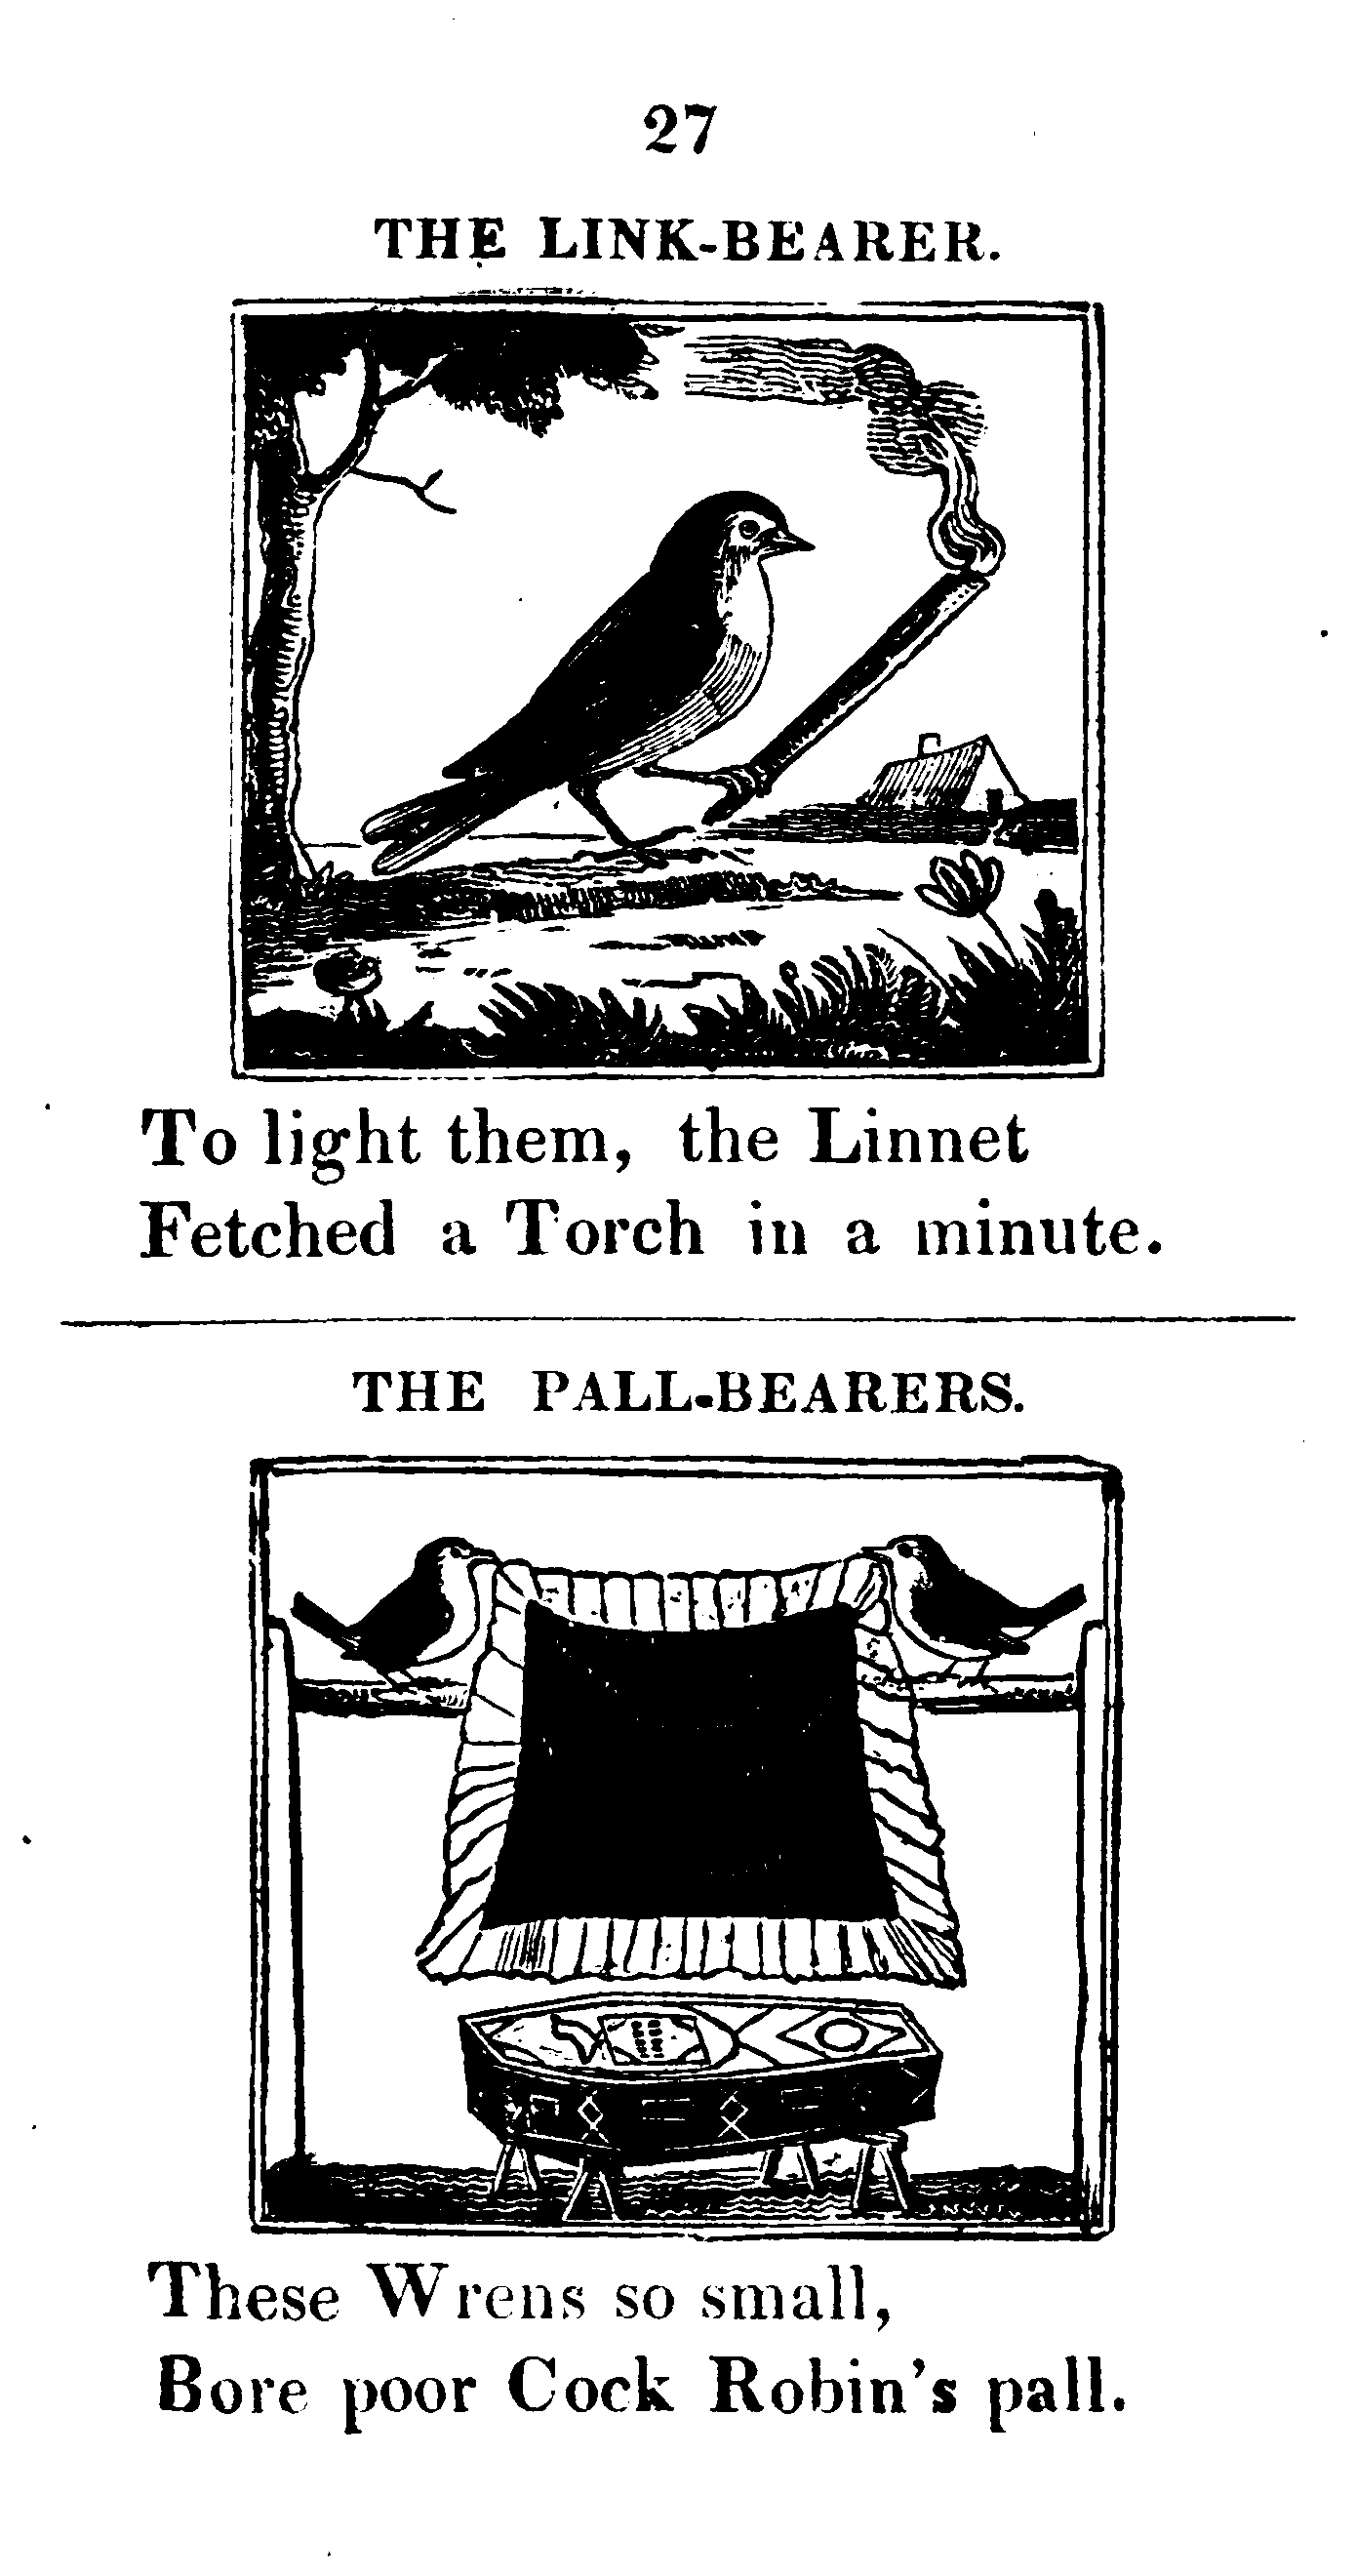 27
THE LINK-BEARER.
To light them, the Linnet
Fetched a Torch in a minute.
THE PALL-BEARERS.
These Wrens so small,
Bore poor Cock Robin's pall.